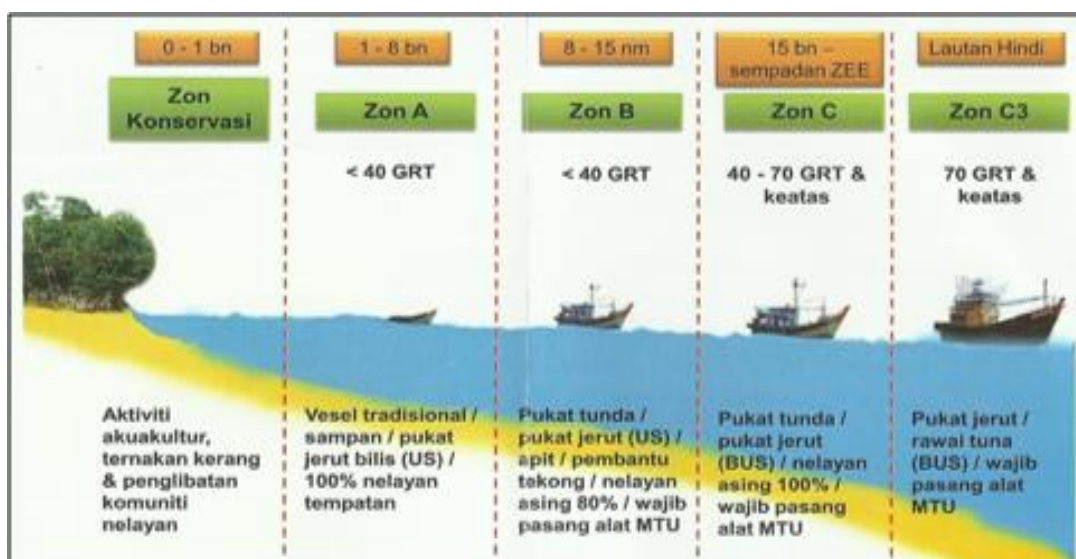 0 - 1 bn
Zon
Konservasi
Aktiviti
akuakultur,
ternakan kerang
& penglibatan
komuniti
nelayan
1 - 8 bn
Zon A
< 40 GRT
Vesel tradisional /
sampan / pukat
jerut bilis (US) /
100% nelayan
tempatan
8 - 15 nm
Zon B
< 40 GRT
Pukat tunda /
pukat jerut (US) /
apit / pembantu
tekong / nelayan
asing 80% / wajib
pasang alat MTU
15 bn –
sempadan ZEE
Zon C
40 - 70 GRT &
keatas
Pukat tunda /
pukat jerut
(BUS) / nelayan
asing 100% /
wajib pasang
alat MTU
Lautan Hindi
Zon C3
70 GRT &
keatas
Pukat jerut /
rawai tuna
(BUS) / wajib
pasang alat
MTU